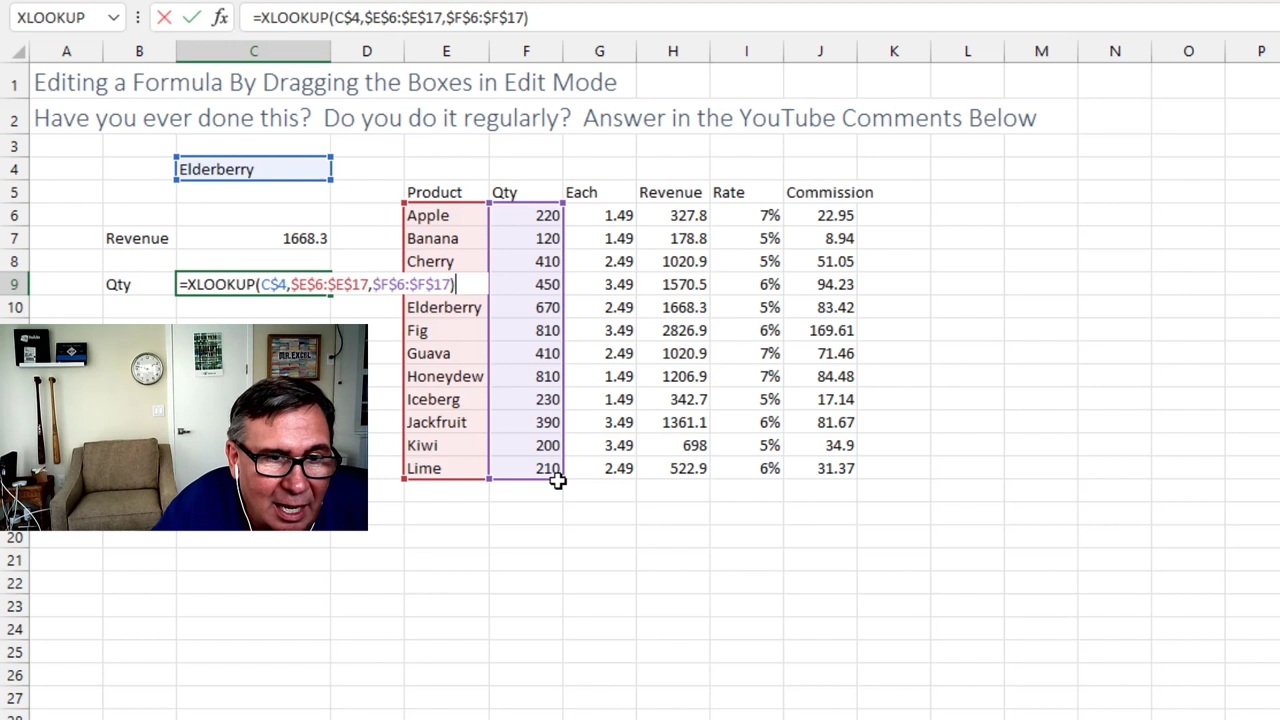 XLOOKUP fx =XLOOKUP(C$4,$E$6:$E$17,$F$6:$F$17)
A B C D E F G H I J K L M N O P
1 Editing a Formula By Dragging the Boxes in Edit Mode
2 Have you ever done this? Do you do it regularly? Answer in the YouTube Comments Below
3
4 Elderberry
5 Product Qty Each Revenue Rate Commission
6 Apple 220 1.49 327.8 7% 22.95
7 Revenue 1668.3 Banana 120 1.49 178.8 5% 8.94
8 Cherry 410 2.49 1020.9 5% 51.05
9 Qty =XLOOKUP(C$4,$E$6:$E$17,$F$6:$F$17) 450 3.49 1570.5 6% 94.23
10 Elderberry 670 2.49 1668.3 5% 83.42
Fig 810 3.49 2826.9 6% 169.61
Guava 410 2.49 1020.9 7% 71.46
Honeydew 810 1.49 1206.9 7% 84.48
Iceberg 230 1.49 342.7 5% 17.14
Jackfruit 390 3.49 1361.1 6% 81.67
Kiwi 200 3.49 698 5% 34.9
Lime 210 2.49 522.9 6% 31.37
MR.EXCEL
20
21
22
23
24
25
26
27
28